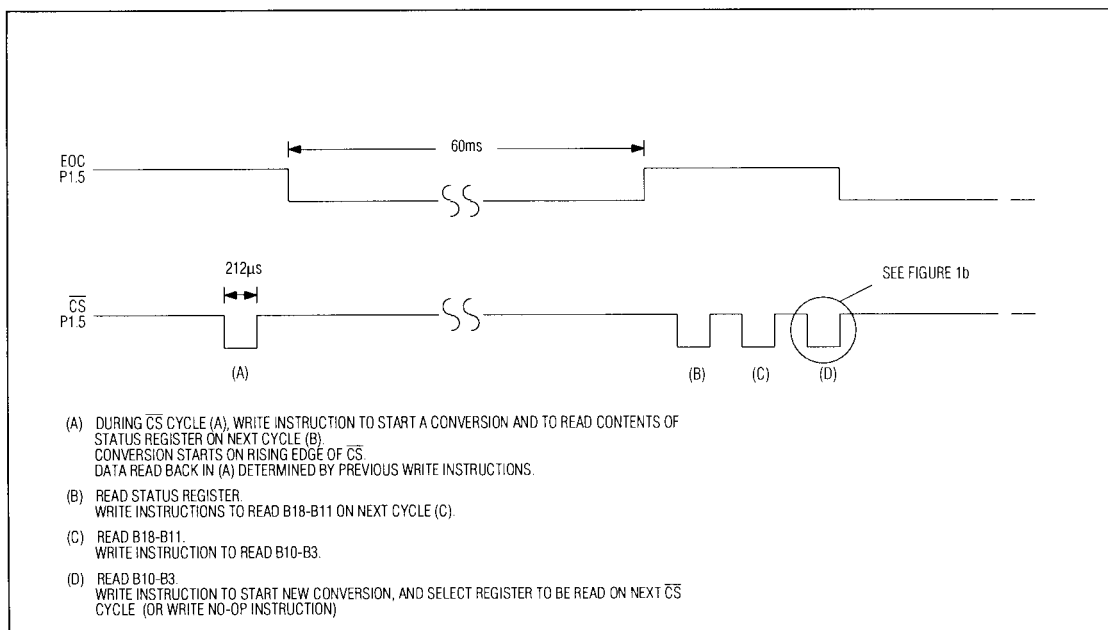 60ms
EOC
P1.5
212µs
SEE FIGURE 1b
CS
P1.5
(A)
(B)
(C)
(D)
(A) DURING CS CYCLE (A), WRITE INSTRUCTION TO START A CONVERSION AND TO READ CONTENTS OF
STATUS REGISTER ON NEXT CYCLE (B).
CONVERSION STARTS ON RISING EDGE OF CS.
DATA READ BACK IN (A) DETERMINED BY PREVIOUS WRITE INSTRUCTIONS.
(B) READ STATUS REGISTER.
WRITE INSTRUCTIONS TO READ B18-B11 ON NEXT CYCLE (C).
(C) READ B18-B11.
WRITE INSTRUCTION TO READ B10-B3.
(D) READ B10-B3.
WRITE INSTRUCTION TO START NEW CONVERSION, AND SELECT REGISTER TO BE READ ON NEXT CS
CYCLE (OR WRITE NO-OP INSTRUCTION)